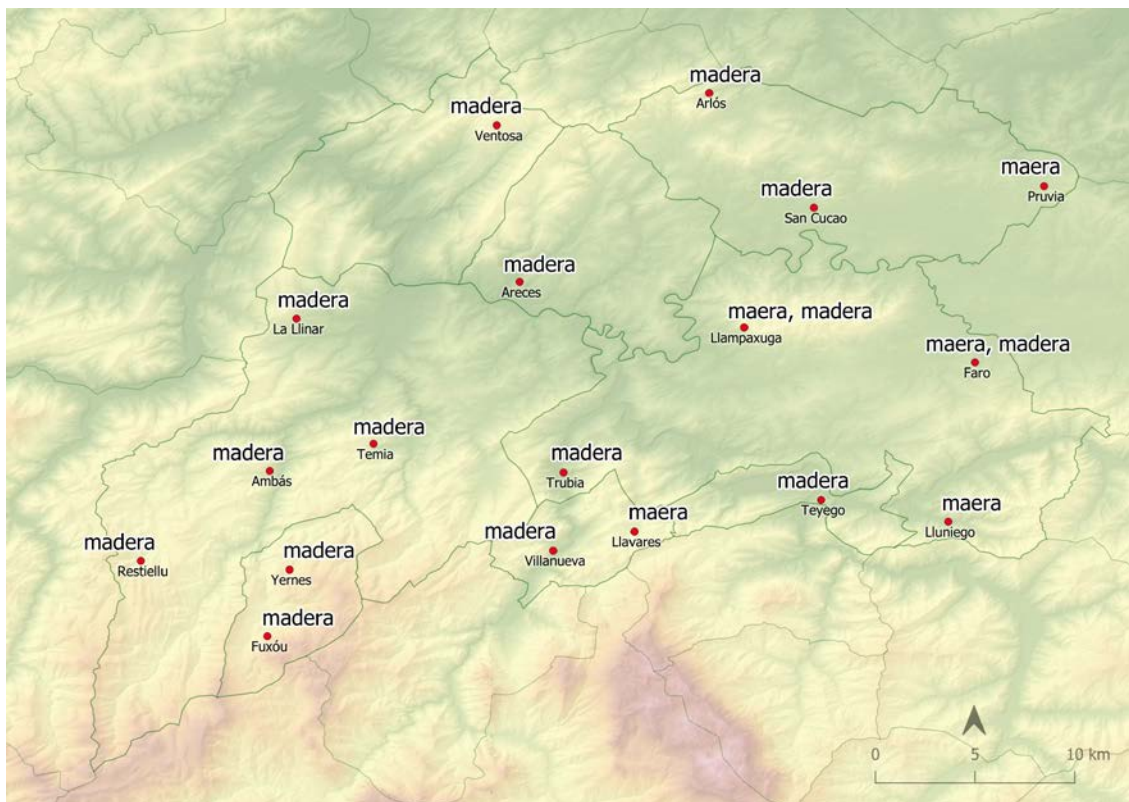 madera
Arlós
madera
Ventosa
maera
Pruvia
madera
San Cucao
madera
Areces
madera
La Llinar
maera, madera
Llampaxuga
maera, madera
Faro
madera
Temia
madera
Ambás
madera
Trubia
madera
Teyego
maera
Lluniego
maera
Llavares
madera
Villanueva
madera
Restiellu
madera
Yernes
madera
Fuxóu
0 5 10 km